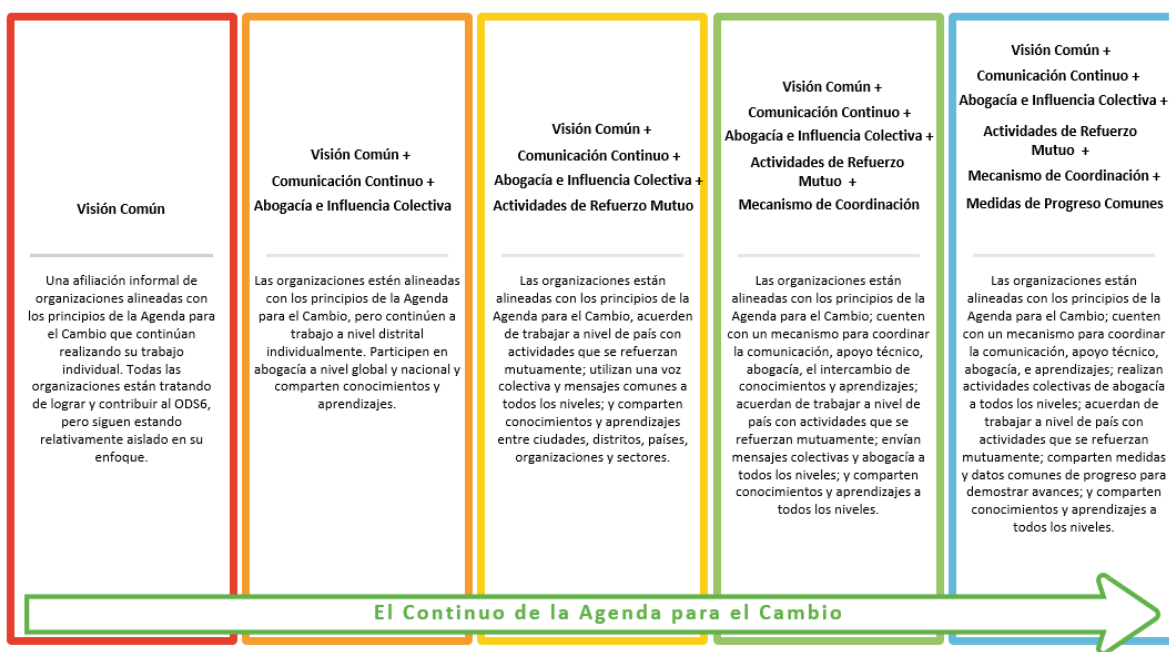 Visión Común
Una afiliación informal de
organizaciones alineadas con
los principios de la Agenda para
el Cambio que continúan
realizando su trabajo
individual. Todas las
organizaciones están tratando
de lograr y contribuir al ODS6,
pero siguen estando
relativamente aislado en su
enfoque.
Visión Común +
Comunicación Continuo +
Abogacía e Influencia Colectiva
Las organizaciones estén alineadas
con los principios de la Agenda
para el Cambio, pero continúen a
trabajo a nivel distrital
individualmente. Participen en
abogacía a nivel global y nacional y
comparten conocimientos y
aprendizajes.
Visión Común +
Comunicación Continuo +
Abogacía e Influencia Colectiva +
Actividades de Refuerzo Mutuo
Las organizaciones están
alineadas con los principios de la
Agenda para el Cambio, acuerden
de trabajar a nivel de país con
actividades que se refuerzan
mutuamente; utilizan una voz
colectiva y mensajes comunes a
todos los niveles; y comparten
conocimientos y aprendizajes
entre ciudades, distritos, países,
organizaciones y sectores.
Visión Común +
Comunicación Continuo +
Abogacía e Influencia Colectiva +
Actividades de Refuerzo
Mutuo +
Mecanismo de Coordinación
Las organizaciones están
alineadas con los principios de la
Agenda para el Cambio; cuenten
con un mecanismo para coordinar
la comunicación, apoyo técnico,
abogacía, el intercambio de
conocimientos y aprendizajes;
acuerdan de trabajar a nivel de
país con actividades que se
refuerzan mutuamente; envían
mensajes colectivas y abogacía a
todos los niveles; y comparten
conocimientos y aprendizajes a
todos los niveles.
Visión Común +
Comunicación Continuo +
Abogacía e Influencia Colectiva +
Actividades de Refuerzo
Mutuo +
Mecanismo de Coordinación +
Medidas de Progreso Comunes
Las organizaciones están
alineadas con los principios de la
Agenda para el Cambio; cuenten
con un mecanismo para coordinar
la comunicación, apoyo técnico,
abogacía, e aprendizajes; realizan
actividades colectivas de abogacía
a todos los niveles; acuerdan de
trabajar a nivel de país con
actividades que se refuerzan
mutuamente; comparten medidas
y datos comunes de progreso para
demostrar avances; y comparten
conocimientos y aprendizajes a
todos los niveles.
El Continuo de la Agenda para el Cambio